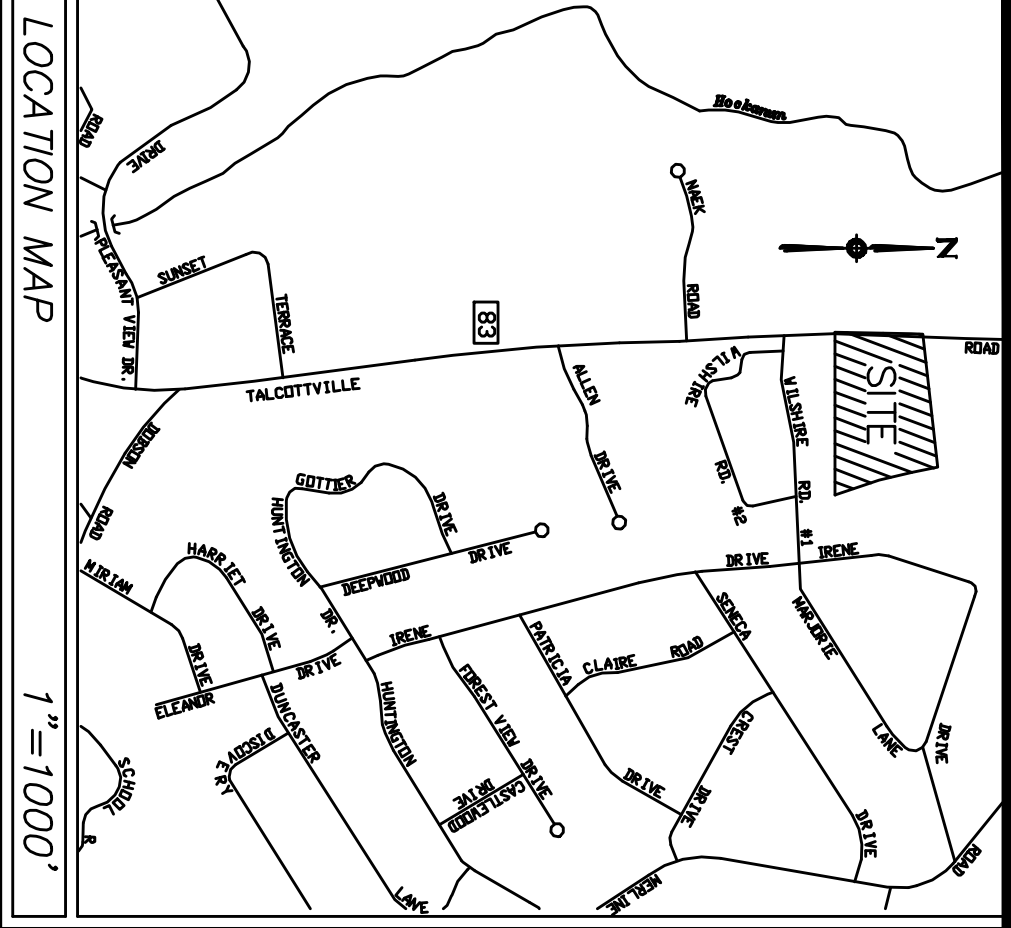 LOCATION MAP
1"=1000'
Hockanum
N
NAEK
ROAD
83
ROAD
SITE
WILSHIRE
WILSHIRE
RD.
#1
RD.
#2
TALCOTTVILLE
ALLEN
DRIVE
SUNSET
TERRACE
PLEASANT VIEW DR.
DRIVE
ROAD
DOBSON
ROAD
GOTTIER
DRIVE
HUNTINGTON
DR.
DEEPWOOD
DRIVE
DRIVE
IRENE
IRENE
MARJORIE
LANE
DRIVE
SENECA
DRIVE
PATRICIA
DRIVE
CLAIRE
ROAD
CREST
DRIVE
FOREST VIEW
DRIVE
CASTLEWOOD
DRIVE
HUNTINGTON
HARRIET
DRIVE
MIRIAM
DRIVE
ELEANOR
DRIVE
DUNCASTER
LANE
DISCOVERY
MERLINE
ROAD
SCHOOL
R